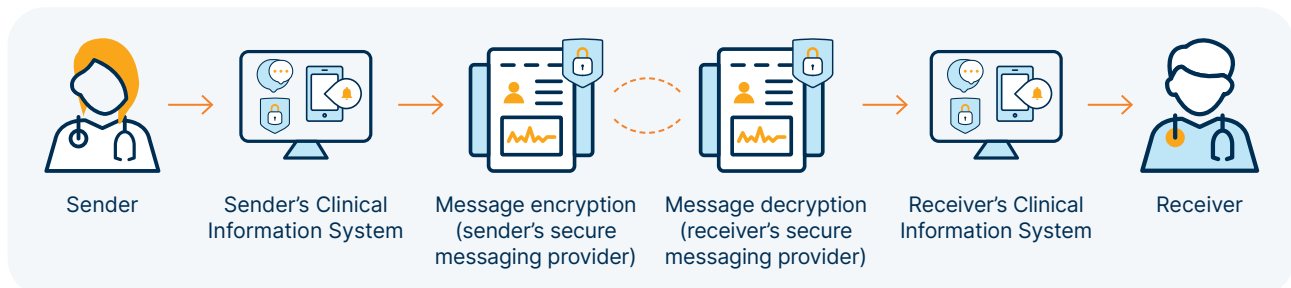 Sender
Sender’s Clinical
Information System
Message encryption
(sender’s secure
messaging provider)
Message decryption
(receiver’s secure
messaging provider)
Receiver’s Clinical
Information System
Receiver